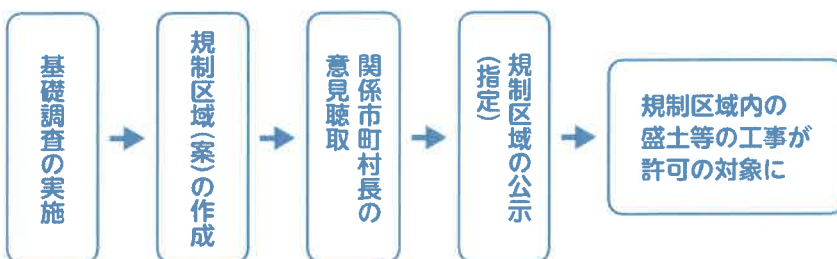 基礎調査の実施
規制区域(案)の作成
関係市町村長の
意見聴取
規制区域の公示
(指定)
規制区域内の
盛土等の工事が
許可の対象に